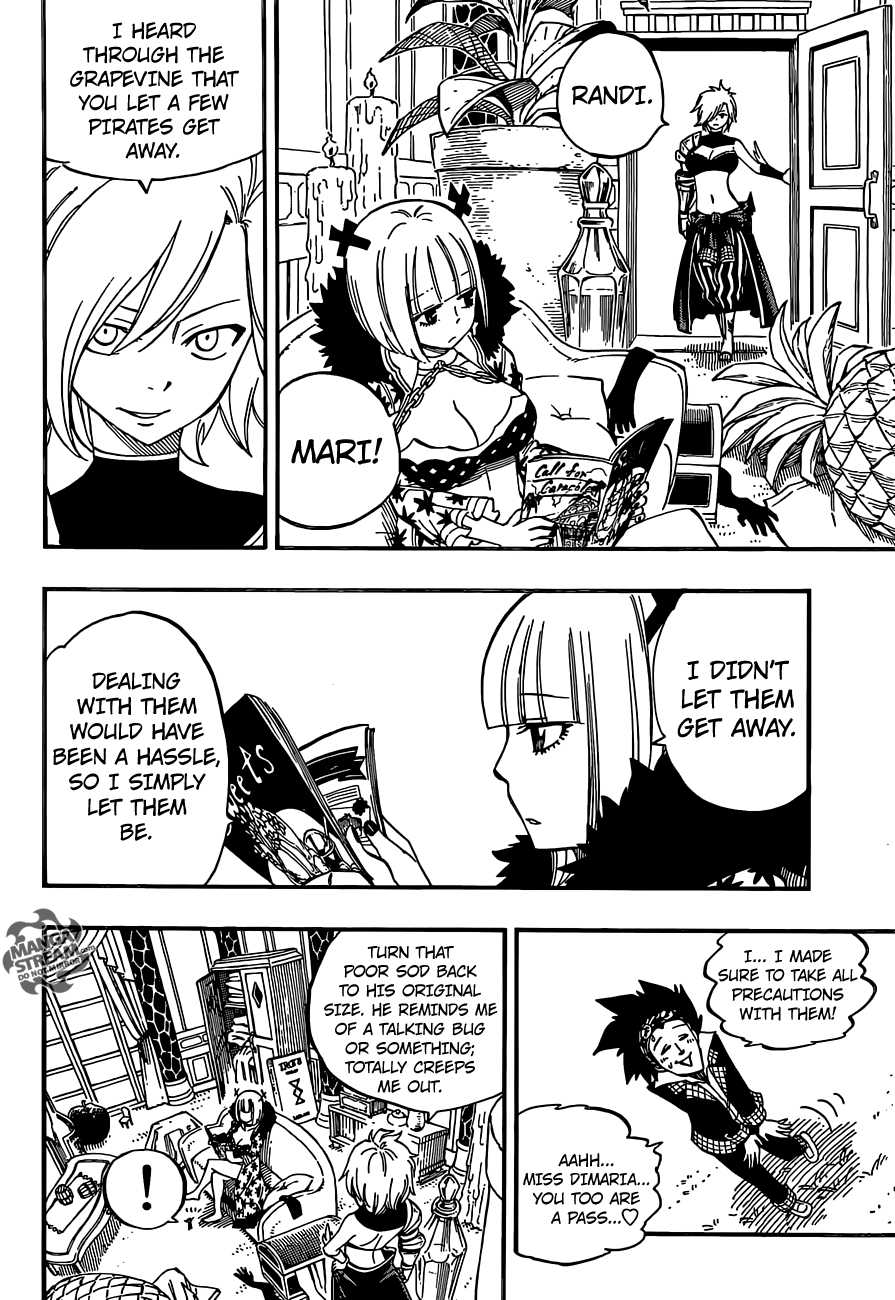 RANDI.
MARI!
Call for
I HEARD
THROUGH THE
GRAPEVINE THAT
YOU LET A FEW
PIRATES GET
AWAY.
I DIDN'T
LET THEM
GET AWAY.
DEALING
WITH THEM
WOULD HAVE
BEEN A HASSLE,
SO I SIMPLY
LET THEM
BE.
I... I MADE
SURE TO TAKE ALL
PRECAUTIONS
WITH THEM!
AAHH...
MISS DIMARIA...
YOU TOO ARE
A PASS...♡
TURN THAT
POOR SOD BACK
TO HIS ORIGINAL
SIZE. HE REMINDS ME
OF A TALKING BUG
OR SOMETHING;
TOTALLY CREEPS
ME OUT.
!
MANGA
STREAM